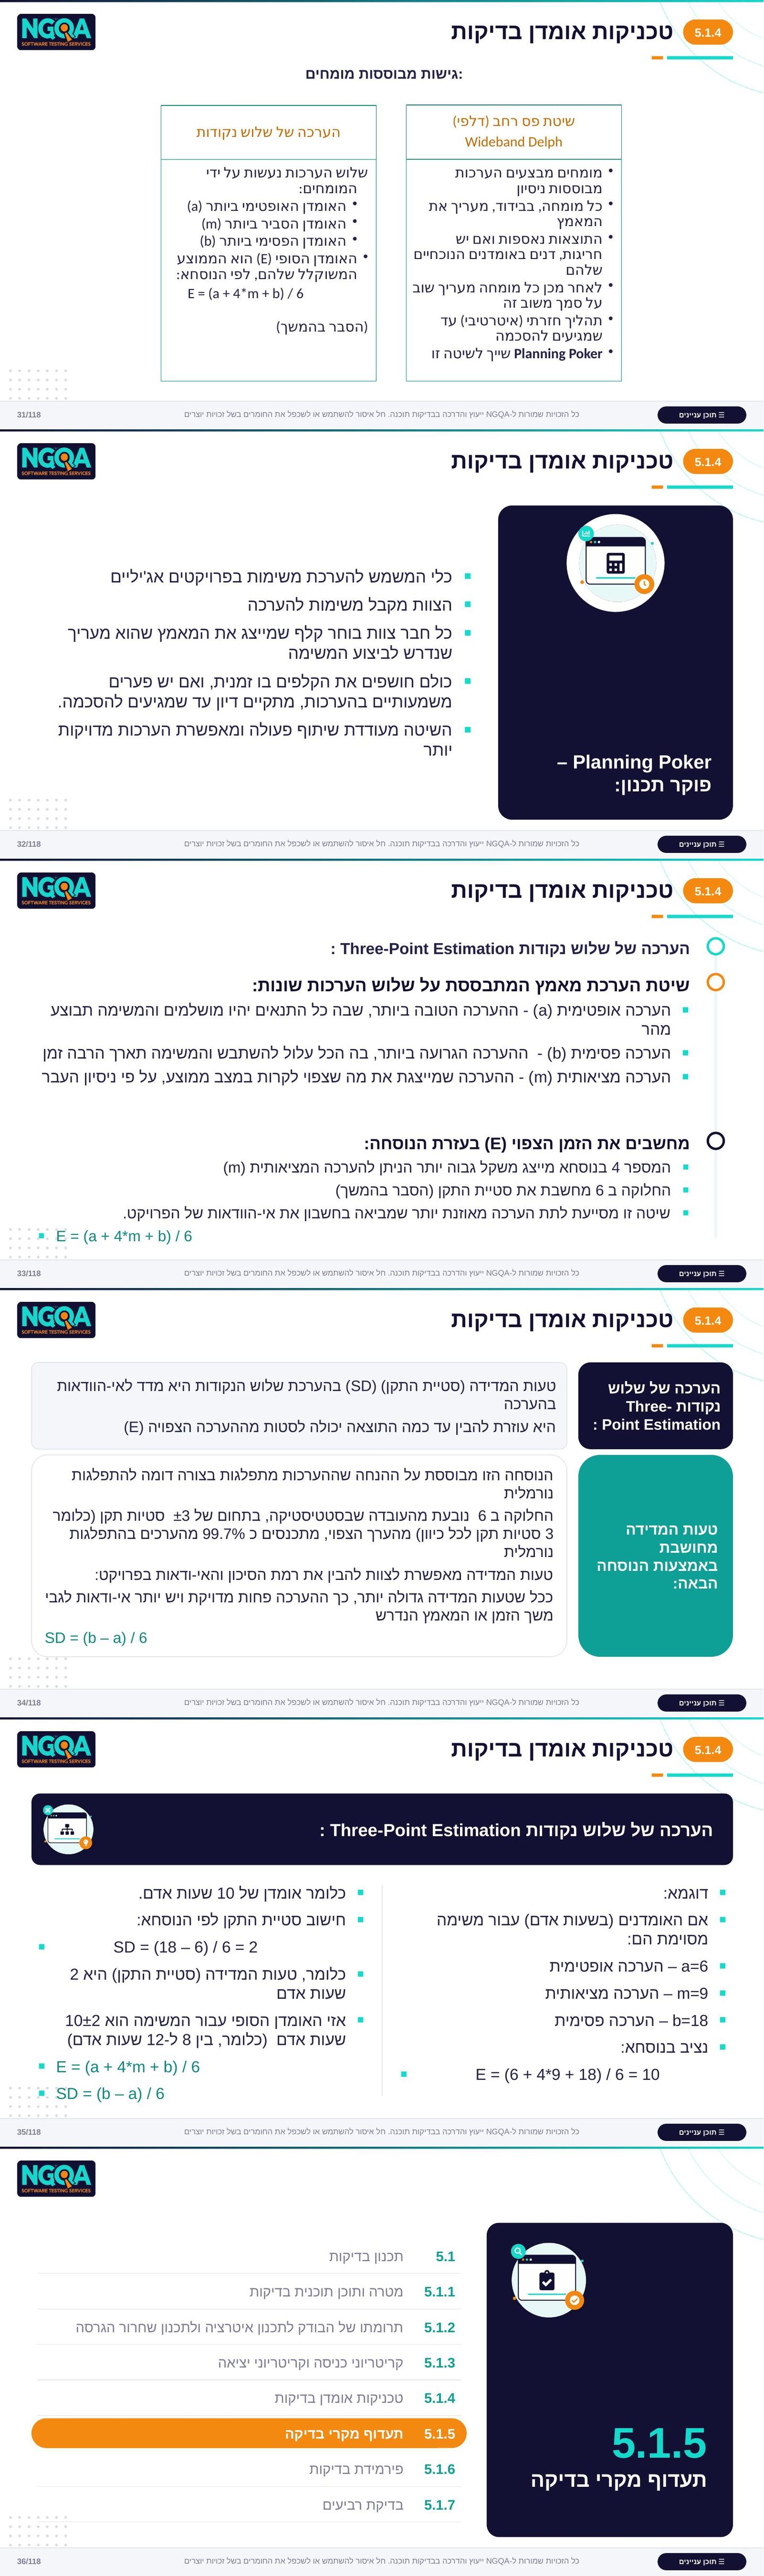 NGQA
SOFTWARE TESTING SERVICES
5.1.4
טכניקות אומדן בדיקות
גישות מבוססות מומחים:
שיטת פס רחב (דלפי)
Wideband Delph
מומחים מבצעים הערכות
מבוססות ניסיון
כל מומחה, בבידוד, מעריך את
המאמץ
התוצאות נאספות ואם יש
חריגות, דנים באומדנים הנוכחיים
שלהם
לאחר מכן כל מומחה מעריך שוב
על סמך משוב זה
תהליך חזרתי (איטרטיבי) עד
שמגיעים להסכמה
Planning Poker שייך לשיטה זו
הערכה של שלוש נקודות
שלוש הערכות נעשות על ידי
המומחים:
האומדן האופטימי ביותר (a)
האומדן הסביר ביותר (m)
האומדן הפסימי ביותר (b)
האומדן הסופי (E) הוא הממוצע
המשוקלל שלהם, לפי הנוסחא:
E = (a + 4*m + b) / 6
(הסבר בהמשך)
☰ תוכן עניינים
כל הזכויות שמורות ל-NGQA ייעוץ והדרכה בבדיקות תוכנה. חל איסור להשתמש או לשכפל את החומרים בשל זכויות יוצרים
31/118
NGQA
SOFTWARE TESTING SERVICES
5.1.4
טכניקות אומדן בדיקות
Planning Poker –
פוקר תכנון:
כלי המשמש להערכת משימות בפרויקטים אג'יליים
הצוות מקבל משימות להערכה
כל חבר צוות בוחר קלף שמייצג את המאמץ שהוא מעריך
שנדרש לביצוע המשימה
כולם חושפים את הקלפים בו זמנית, ואם יש פערים
משמעותיים בהערכות, מתקיים דיון עד שמגיעים להסכמה.
השיטה מעודדת שיתוף פעולה ומאפשרת הערכות מדויקות
יותר
☰ תוכן עניינים
כל הזכויות שמורות ל-NGQA ייעוץ והדרכה בבדיקות תוכנה. חל איסור להשתמש או לשכפל את החומרים בשל זכויות יוצרים
32/118
NGQA
SOFTWARE TESTING SERVICES
5.1.4
טכניקות אומדן בדיקות
הערכה של שלוש נקודות Three-Point Estimation :
שיטת הערכת מאמץ המתבססת על שלוש הערכות שונות:
הערכה אופטימית (a) - ההערכה הטובה ביותר, שבה כל התנאים יהיו מושלמים והמשימה תבוצע
מהר
הערכה פסימית (b) - ההערכה הגרועה ביותר, בה הכל עלול להשתבש והמשימה תארך הרבה זמן
הערכה מציאותית (m) - ההערכה שמייצגת את מה שצפוי לקרות במצב ממוצע, על פי ניסיון העבר
מחשבים את הזמן הצפוי (E) בעזרת הנוסחה:
המספר 4 בנוסחא מייצג משקל גבוה יותר הניתן להערכה המציאותית (m)
החלוקה ב 6 מחשבת את סטיית התקן (הסבר בהמשך)
שיטה זו מסייעת לתת הערכה מאוזנת יותר שמביאה בחשבון את אי-הוודאות של הפרויקט.
E = (a + 4*m + b) / 6
☰ תוכן עניינים
כל הזכויות שמורות ל-NGQA ייעוץ והדרכה בבדיקות תוכנה. חל איסור להשתמש או לשכפל את החומרים בשל זכויות יוצרים
33/118
NGQA
SOFTWARE TESTING SERVICES
5.1.4
טכניקות אומדן בדיקות
הערכה של שלוש
נקודות Three-
Point Estimation :
טעות המדידה (סטיית התקן) (SD) בהערכת שלוש הנקודות היא מדד לאי-הוודאות
בהערכה
היא עוזרת להבין עד כמה התוצאה יכולה לסטות מההערכה הצפויה (E)
טעות המדידה
מחושבת
באמצעות הנוסחה
הבאה:
הנוסחה הזו מבוססת על ההנחה שההערכות מתפלגות בצורה דומה להתפלגות
נורמלית
החלוקה ב 6 נובעת מהעובדה שבסטטיסטיקה, בתחום של ±3 סטיות תקן (כלומר
3 סטיות תקן לכל כיוון) מהערך הצפוי, מתכנסים כ 99.7% מהערכים בהתפלגות
נורמלית
טעות המדידה מאפשרת לצוות להבין את רמת הסיכון והאי-ודאות בפרויקט:
ככל שטעות המדידה גדולה יותר, כך ההערכה פחות מדויקת ויש יותר אי-ודאות לגבי
משך הזמן או המאמץ הנדרש
SD = (b – a) / 6
☰ תוכן עניינים
כל הזכויות שמורות ל-NGQA ייעוץ והדרכה בבדיקות תוכנה. חל איסור להשתמש או לשכפל את החומרים בשל זכויות יוצרים
34/118
NGQA
SOFTWARE TESTING SERVICES
5.1.4
טכניקות אומדן בדיקות
הערכה של שלוש נקודות Three-Point Estimation :
דוגמא:
אם האומדנים (בשעות אדם) עבור משימה
מסוימת הם:
a=6 – הערכה אופטימית
m=9 – הערכה מציאותית
b=18 – הערכה פסימית
נציב בנוסחא:
E = (6 + 4*9 + 18) / 6 = 10
כלומר אומדן של 10 שעות אדם.
חישוב סטיית התקן לפי הנוסחא:
SD = (18 – 6) / 6 = 2
כלומר, טעות המדידה (סטיית התקן) היא 2
שעות אדם
אזי האומדן הסופי עבור המשימה הוא 10±2
שעות אדם (כלומר, בין 8 ל-12 שעות אדם)
E = (a + 4*m + b) / 6
SD = (b – a) / 6
☰ תוכן עניינים
כל הזכויות שמורות ל-NGQA ייעוץ והדרכה בבדיקות תוכנה. חל איסור להשתמש או לשכפל את החומרים בשל זכויות יוצרים
35/118
NGQA
SOFTWARE TESTING SERVICES
5.1.5
תעדוף מקרי בדיקה
5.1 תכנון בדיקות
5.1.1 מטרה ותוכן תוכנית בדיקות
5.1.2 תרומתו של הבודק לתכנון איטרציה ולתכנון שחרור הגרסה
5.1.3 קריטריוני כניסה וקריטריוני יציאה
5.1.4 טכניקות אומדן בדיקות
5.1.5 תעדוף מקרי בדיקה
5.1.6 פירמידת בדיקות
5.1.7 בדיקת רביעים
☰ תוכן עניינים
כל הזכויות שמורות ל-NGQA ייעוץ והדרכה בבדיקות תוכנה. חל איסור להשתמש או לשכפל את החומרים בשל זכויות יוצרים
36/118